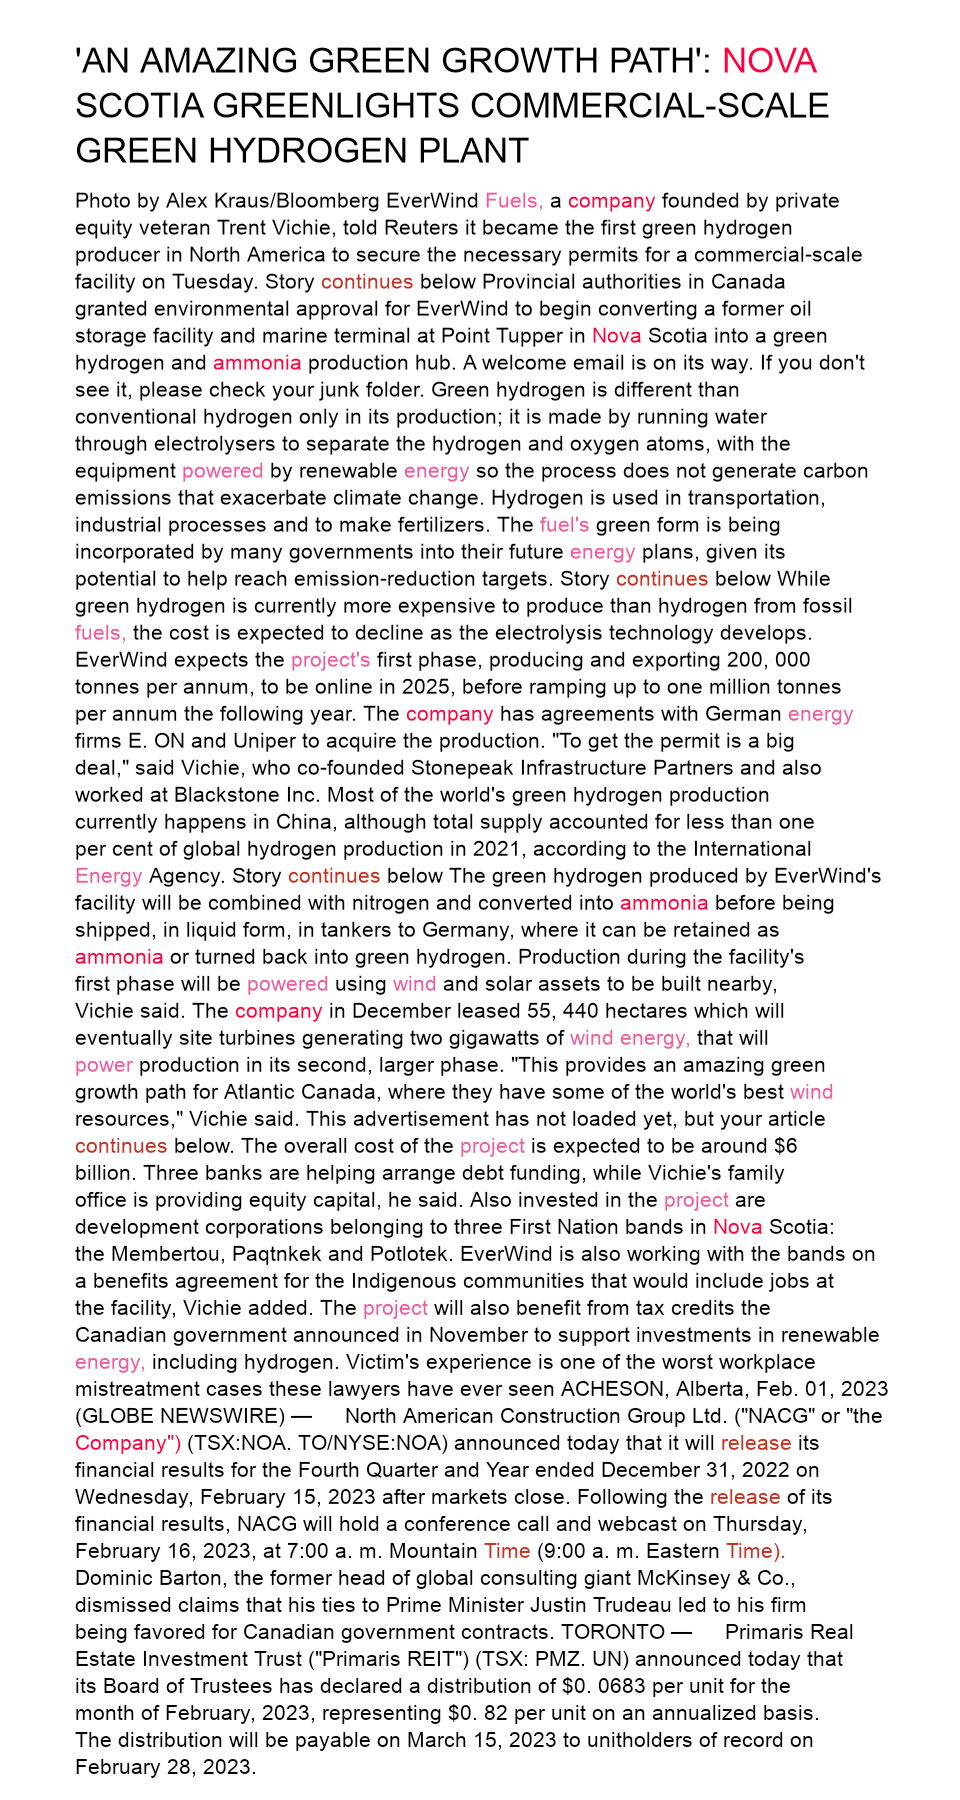 'AN AMAZING GREEN GROWTH PATH': NOVA
SCOTIA GREENLIGHTS COMMERCIAL-SCALE
GREEN HYDROGEN PLANT
Photo by Alex Kraus/Bloomberg EverWind Fuels, a company founded by private
equity veteran Trent Vichie, told Reuters it became the first green hydrogen
producer in North America to secure the necessary permits for a commercial-scale
facility on Tuesday. Story continues below Provincial authorities in Canada
granted environmental approval for EverWind to begin converting a former oil
storage facility and marine terminal at Point Tupper in Nova Scotia into a green
hydrogen and ammonia production hub. A welcome email is on its way. If you don't
see it, please check your junk folder. Green hydrogen is different than
conventional hydrogen only in its production; it is made by running water
through electrolysers to separate the hydrogen and oxygen atoms, with the
equipment powered by renewable energy so the process does not generate carbon
emissions that exacerbate climate change. Hydrogen is used in transportation,
industrial processes and to make fertilizers. The fuel's green form is being
incorporated by many governments into their future energy plans, given its
potential to help reach emission-reduction targets. Story continues below While
green hydrogen is currently more expensive to produce than hydrogen from fossil
fuels, the cost is expected to decline as the electrolysis technology develops.
EverWind expects the project's first phase, producing and exporting 200, 000
tonnes per annum, to be online in 2025, before ramping up to one million tonnes
per annum the following year. The company has agreements with German energy
firms E. ON and Uniper to acquire the production. "To get the permit is a big
deal," said Vichie, who co-founded Stonepeak Infrastructure Partners and also
worked at Blackstone Inc. Most of the world's green hydrogen production
currently happens in China, although total supply accounted for less than one
per cent of global hydrogen production in 2021, according to the International
Energy Agency. Story continues below The green hydrogen produced by EverWind's
facility will be combined with nitrogen and converted into ammonia before being
shipped, in liquid form, in tankers to Germany, where it can be retained as
ammonia or turned back into green hydrogen. Production during the facility's
first phase will be powered using wind and solar assets to be built nearby,
Vichie said. The company in December leased 55, 440 hectares which will
eventually site turbines generating two gigawatts of wind energy, that will
power production in its second, larger phase. "This provides an amazing green
growth path for Atlantic Canada, where they have some of the world's best wind
resources," Vichie said. This advertisement has not loaded yet, but your article
continues below. The overall cost of the project is expected to be around $6
billion. Three banks are helping arrange debt funding, while Vichie's family
office is providing equity capital, he said. Also invested in the project are
development corporations belonging to three First Nation bands in Nova Scotia:
the Membertou, Paqtnkek and Potlotek. EverWind is also working with the bands on
a benefits agreement for the Indigenous communities that would include jobs at
the facility, Vichie added. The project will also benefit from tax credits the
Canadian government announced in November to support investments in renewable
energy, including hydrogen. Victim's experience is one of the worst workplace
mistreatment cases these lawyers have ever seen ACHESON, Alberta, Feb. 01, 2023
(GLOBE NEWSWIRE) — North American Construction Group Ltd. ("NACG" or "the
Company") (TSX:NOA. TO/NYSE:NOA) announced today that it will release its
financial results for the Fourth Quarter and Year ended December 31, 2022 on
Wednesday, February 15, 2023 after markets close. Following the release of its
financial results, NACG will hold a conference call and webcast on Thursday,
February 16, 2023, at 7:00 a. m. Mountain Time (9:00 a. m. Eastern Time).
Dominic Barton, the former head of global consulting giant McKinsey & Co.,
dismissed claims that his ties to Prime Minister Justin Trudeau led to his firm
being favored for Canadian government contracts. TORONTO — Primaris Real
Estate Investment Trust ("Primaris REIT") (TSX: PMZ. UN) announced today that
its Board of Trustees has declared a distribution of $0. 0683 per unit for the
month of February, 2023, representing $0. 82 per unit on an annualized basis.
The distribution will be payable on March 15, 2023 to unitholders of record on
February 28, 2023.